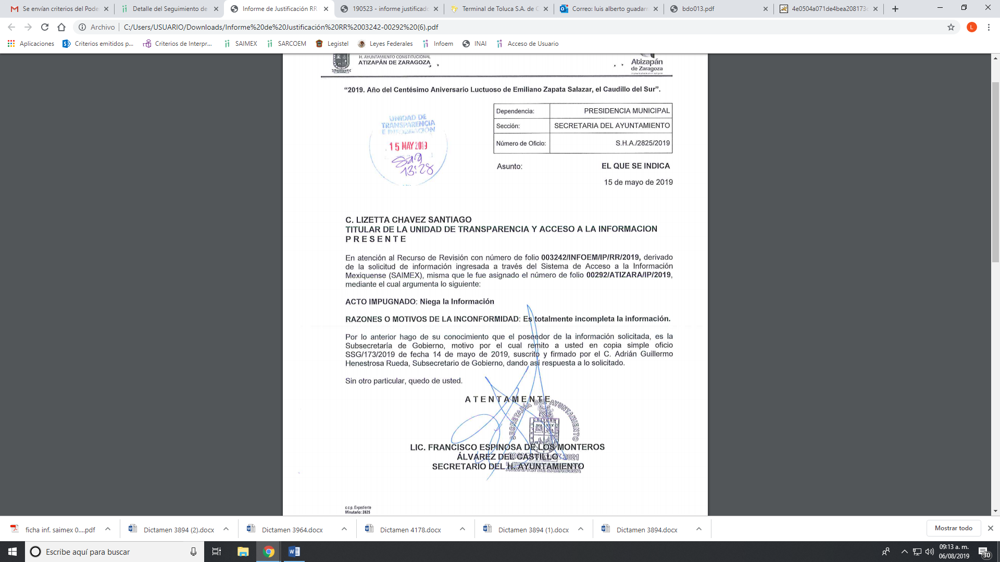 Se envían criterios del Pode
Detalle del Seguimiento de
Informe de Justificación RR
190523 - informe justificado
Terminal de Toluca S.A. de C
Correo: luis alberto guadarr
bdo013.pdf
4e0504a071de4bea208173c
Archivo
C:/Users/USUARIO/Downloads/Informe%20de%20Justificación%20RR%2003242-00292%20(6).pdf
L
Aplicaciones
Criterios emitidos p...
Criterios de Interpr...
SAIMEX
SARCOEM
Legistel
Leyes Federales
Infoem
INAI
Acceso de Usuario
H. AYUNTAMIENTO CONSTITUCIONAL
ATIZAPÁN DE ZARAGOZA
Atizapán
de Zaragoza
“2019. Año del Centésimo Aniversario Luctuoso de Emiliano Zapata Salazar, el Caudillo del Sur”.
UNIDAD DE
TRANSPARENCIA
E INFORMACION
15 MAY 2019
13:28
Dependencia: PRESIDENCIA MUNICIPAL
Sección: SECRETARIA DEL AYUNTAMIENTO
Número de Oficio: S.H.A./2825/2019
Asunto: EL QUE SE INDICA
15 de mayo de 2019
C. LIZETTA CHAVEZ SANTIAGO
TITULAR DE LA UNIDAD DE TRANSPARENCIA Y ACCESO A LA INFORMACION
P R E S E N T E
En atención al Recurso de Revisión con número de folio 003242/INFOEM/IP/RR/2019, derivado
de la solicitud de información ingresada a través del Sistema de Acceso a la Información
Mexiquense (SAIMEX), misma que le fue asignado el número de folio 00292/ATIZARA/IP/2019,
mediante el cual argumenta lo siguiente:
ACTO IMPUGNADO: Niega la Información
RAZONES O MOTIVOS DE LA INCONFORMIDAD: Es totalmente incompleta la información.
Por lo anterior hago de su conocimiento que el poseedor de la información solicitada, es la
Subsecretaría de Gobierno, motivo por el cual remito a usted en copia simple oficio
SSG/173/2019 de fecha 14 de mayo de 2019, suscrito y firmado por el C. Adrián Guillermo
Henestrosa Rueda, Subsecretario de Gobierno, dando así respuesta a lo solicitado.
Sin otro particular, quedo de usted.
A T E N T A M E N T E
SECRETARÍA DEL AYUNTAMIENTO
LIC. FRANCISCO ESPINOSA DE LOS MONTEROS
ÁLVAREZ DEL CASTILLO
SECRETARIO DEL H. AYUNTAMIENTO
2021
ATIZAPAN DE ZARAGOZA
c.c.p. Expediente
Minutario: 2825
ficha inf. saimex 0....pdf
Dictamen 3894 (2).docx
Dictamen 3964.docx
Dictamen 4178.docx
Dictamen 3894 (1).docx
Dictamen 3894.docx
Mostrar todo
Escribe aquí para buscar
09:13 a. m.
06/08/2019
30